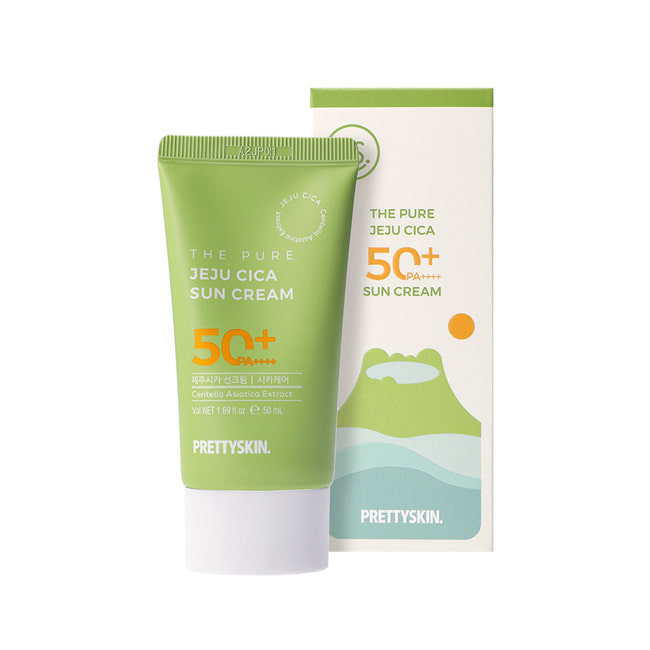 A2JP011
JEJU CICA Centella Asiatica Extract
THE PURE
JEJU CICA
SUN CREAM
50+
PA++++
제주시카 선크림 | 시카케어
Centella Asiatica Extract
Vol NET 1.69 fl.oz. ℮ 50 mL
PRETTYSKIN.
S.
THE PURE
JEJU CICA
50+
PA++++
SUN CREAM
PRETTYSKIN.